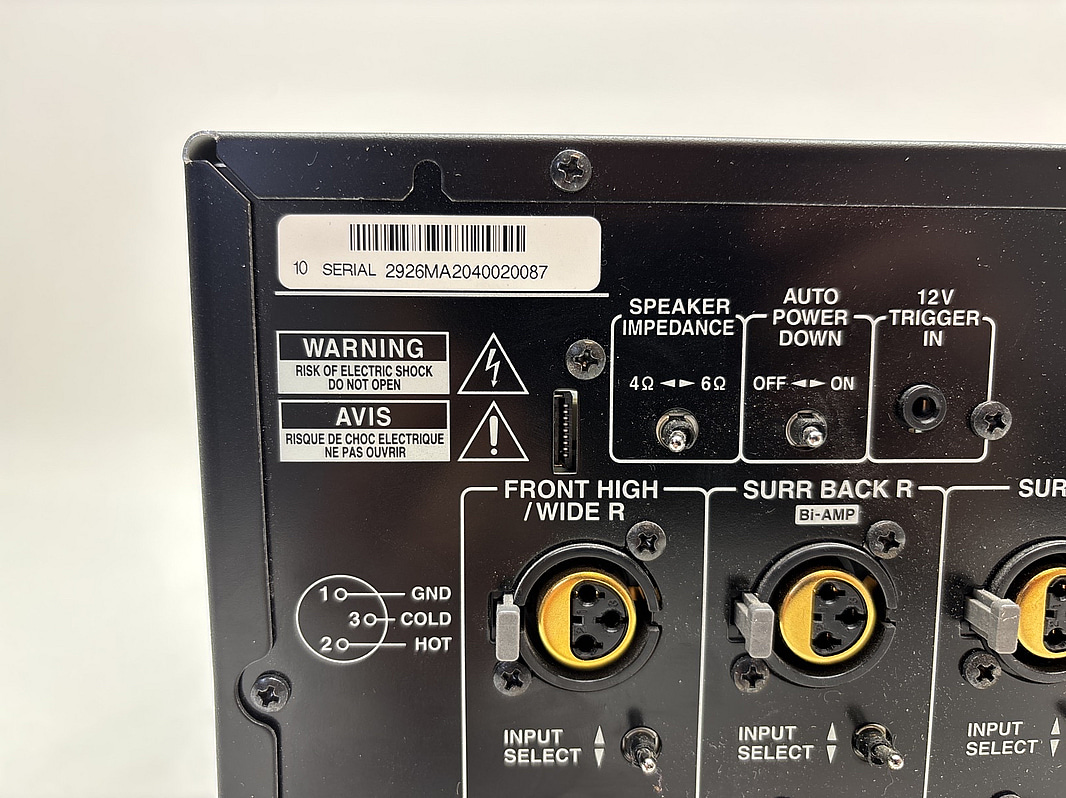 10 SERIAL 2926MA2040020087
WARNING
RISK OF ELECTRIC SHOCK
DO NOT OPEN
AVIS
RISQUE DE CHOC ELECTRIQUE
NE PAS OUVRIR
SPEAKER
IMPEDANCE
4Ω ◄► 6Ω
AUTO
POWER
DOWN
OFF ◄► ON
12V
TRIGGER
IN
FRONT HIGH
/WIDE R
SURR BACK R
Bi-AMP
SUR
1 GND
3 COLD
2 HOT
INPUT
SELECT
INPUT
SELECT
INPUT
SELECT